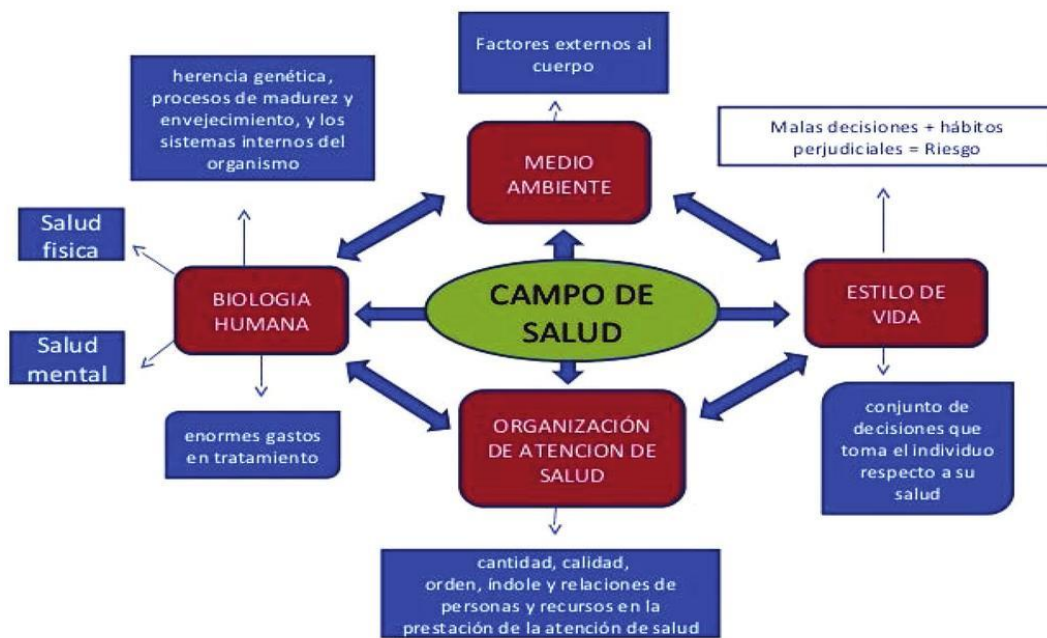 Factores externos al
cuerpo
herencia genética,
procesos de madurez y
envejecimiento, y los
sistemas internos del
organismo
Malas decisiones + hábitos
perjudiciales = Riesgo
MEDIO
AMBIENTE
Salud
fisica
BIOLOGIA
HUMANA
CAMPO DE
SALUD
ESTILO DE
VIDA
Salud
mental
enormes gastos
en tratamiento
ORGANIZACIÓN
DE ATENCION DE
SALUD
conjunto de
decisiones que
toma el individuo
respecto a su
salud
cantidad, calidad,
orden, índole y relaciones de
personas y recursos en la
prestación de la atención de salud